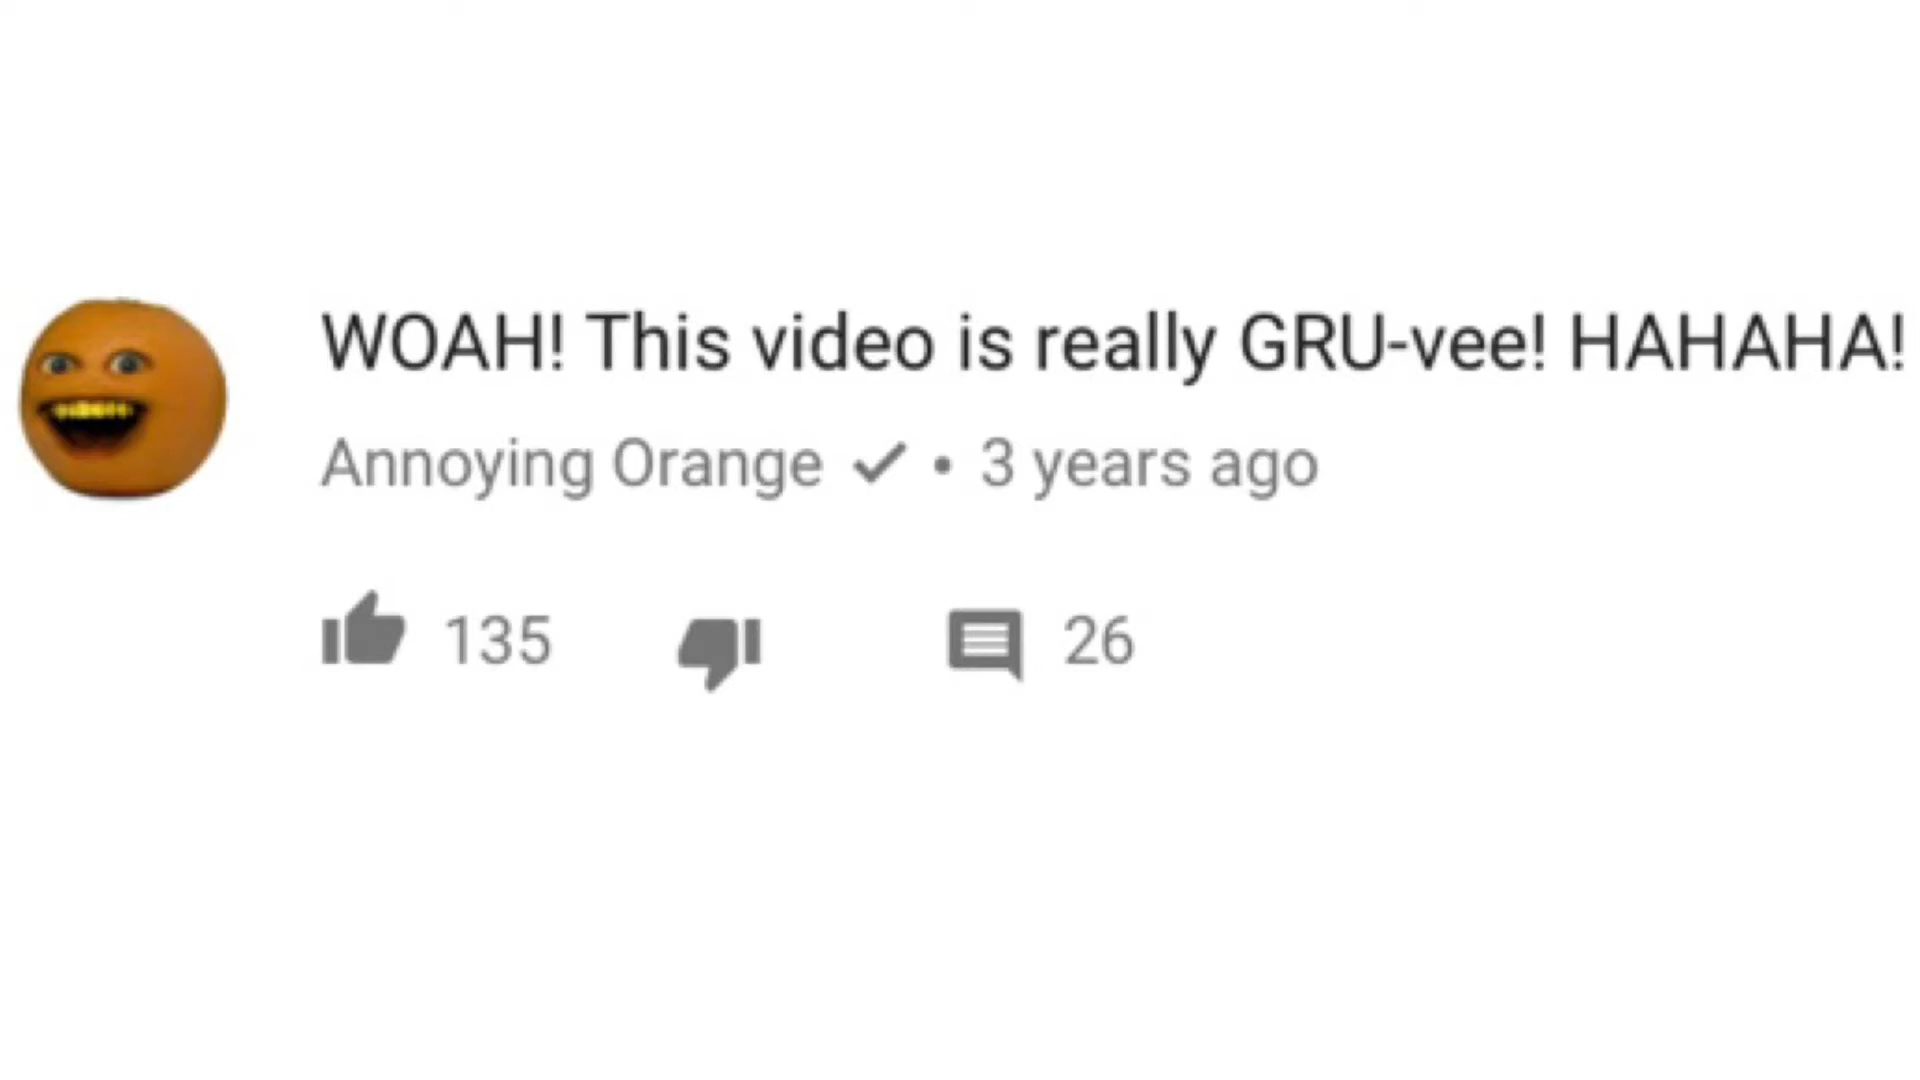 WOAH! This video is really GRU-vee! HAHAHA!
Annoying Orange ✓ • 3 years ago
135 26